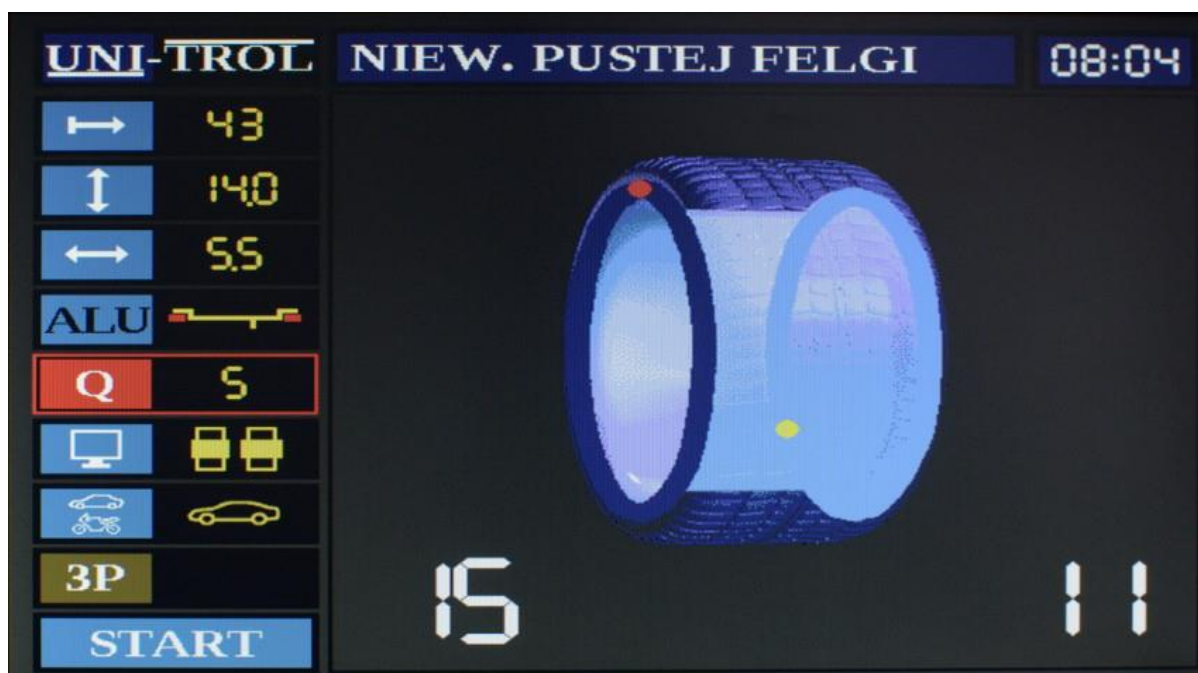 UNI-TROL
NIEW. PUSTEJ FELGI
08:04
43
14.0
5.5
ALU
Q 5
3P
START
15
11